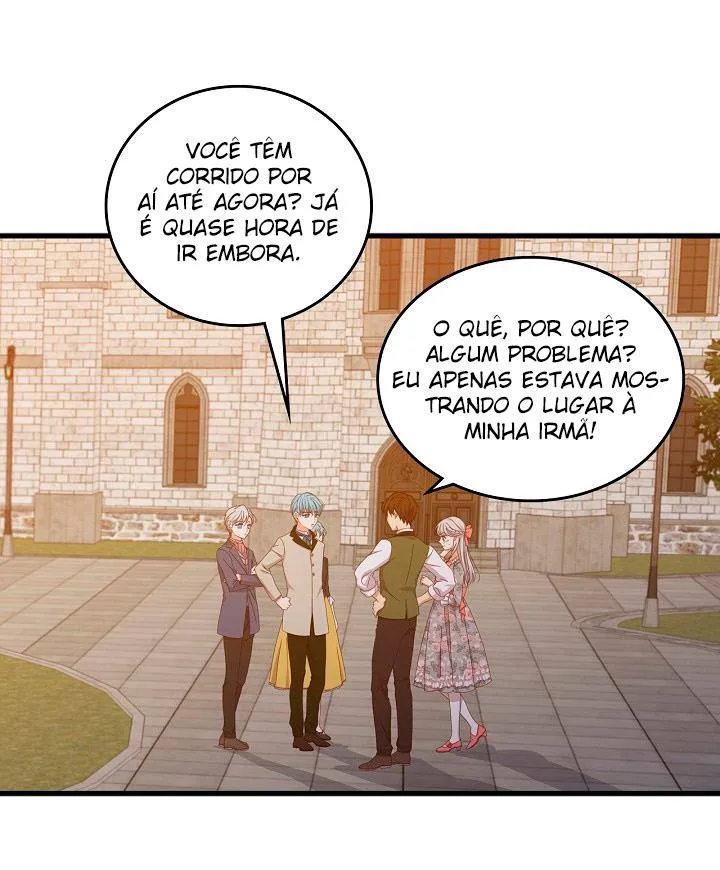 VOCÊ TÊM
CORRIDO POR
AÍ ATÉ AGORA? JÁ
É QUASE HORA DE
IR EMBORA.
O QUÊ, POR QUÊ?
ALGUM PROBLEMA?
EU APENAS ESTAVA MOS-
TRANDO O LUGAR À
MINHA IRMÃ!